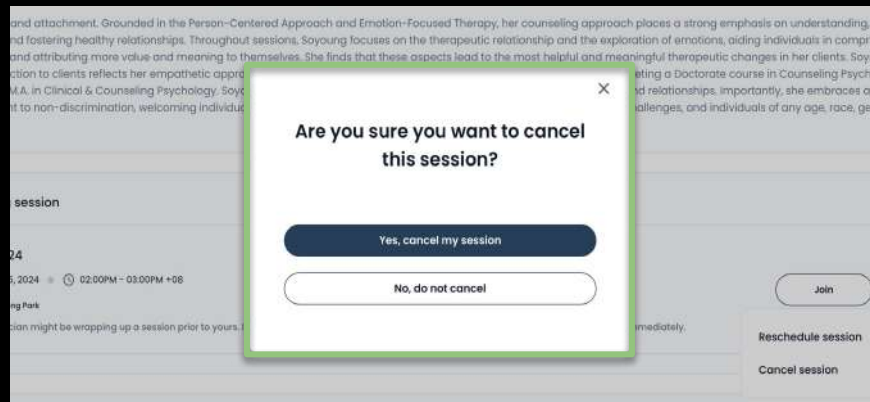 and attachment. Grounded in the Person-Centered Approach and Emotion-Focused Therapy, her counseling approach places a strong emphasis on understanding,
nd fostering healthy relationships. Throughout sessions, Soyoung focuses on the therapeutic relationship and the exploration of emotions, aiding individuals in compr
and attributing more value and meaning to themselves. She finds that these aspects lead to the most helpful and meaningful therapeutic changes in her clients. Soy
ction to clients reflects her empathetic appr eting a Doctorate course in Counseling Psych
M.A. in Clinical & Counseling Psychology. Soyo d relationships. Importantly, she embraces a
t to non-discrimination, welcoming individuc allenges, and individuals of any age, race, ge
Are you sure you want to cancel
this session?
Yes, cancel my session
No, do not cancel
session
24
, 2024 02:00PM - 03:00PM +08
ng Park
cian might be wrapping up a session prior to yours. mediately.
Join
Reschedule session
Cancel session